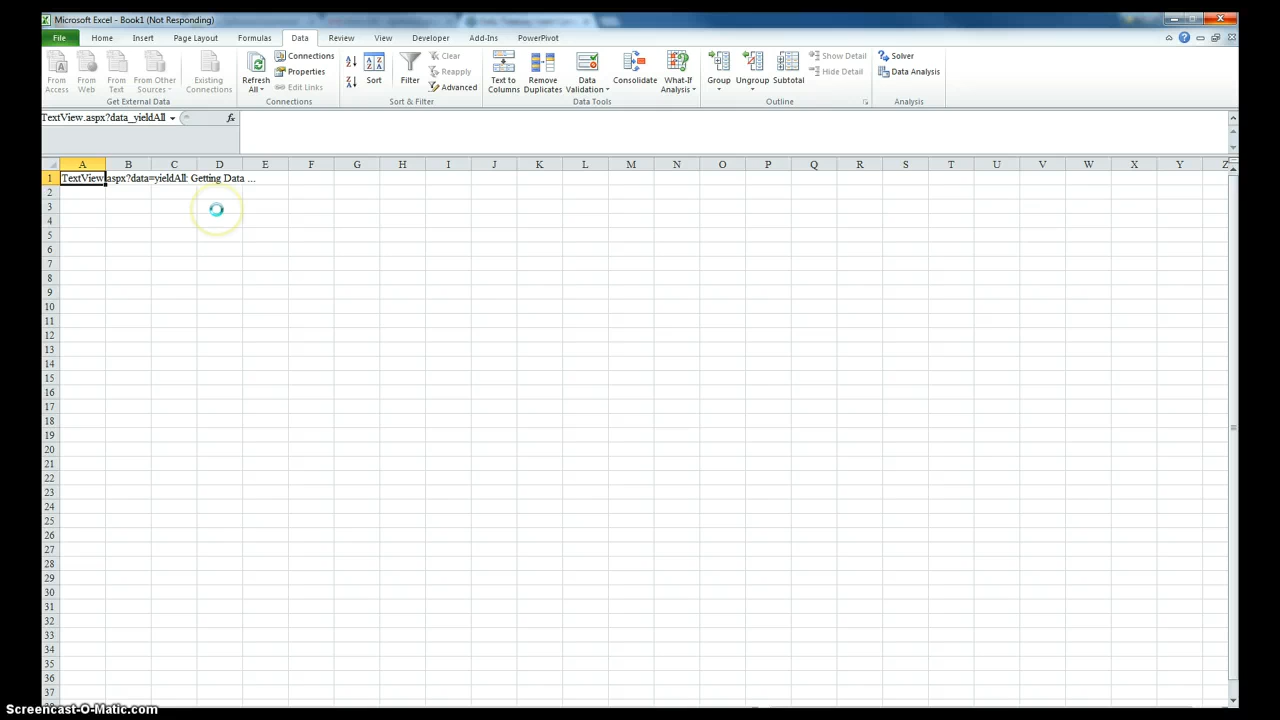 Microsoft Excel - Book1 (Not Responding)
File Home Insert Page Layout Formulas Data Review View Developer Add-Ins PowerPivot
From Access
From Web
From Text
From Other Sources
Existing Connections
Get External Data
Refresh All
Connections
Properties
Edit Links
Connections
Sort
Filter
Clear
Reapply
Advanced
Sort & Filter
Text to Columns
Remove Duplicates
Data Validation
Consolidate
What-If Analysis
Data Tools
Group
Ungroup
Subtotal
Show Detail
Hide Detail
Outline
Solver
Data Analysis
Analysis
TextView.aspx?data_yieldAll fx
A B C D E F G H I J K L M N O P Q R S T U V W X Y Z
1 TextView.aspx?data=yieldAll: Getting Data ...
2
3
4
5
6
7
8
9
10
11
12
13
14
15
16
17
18
19
20
21
22
23
24
25
26
27
28
29
30
31
32
33
34
35
36
37
Screencast-O-Matic.com